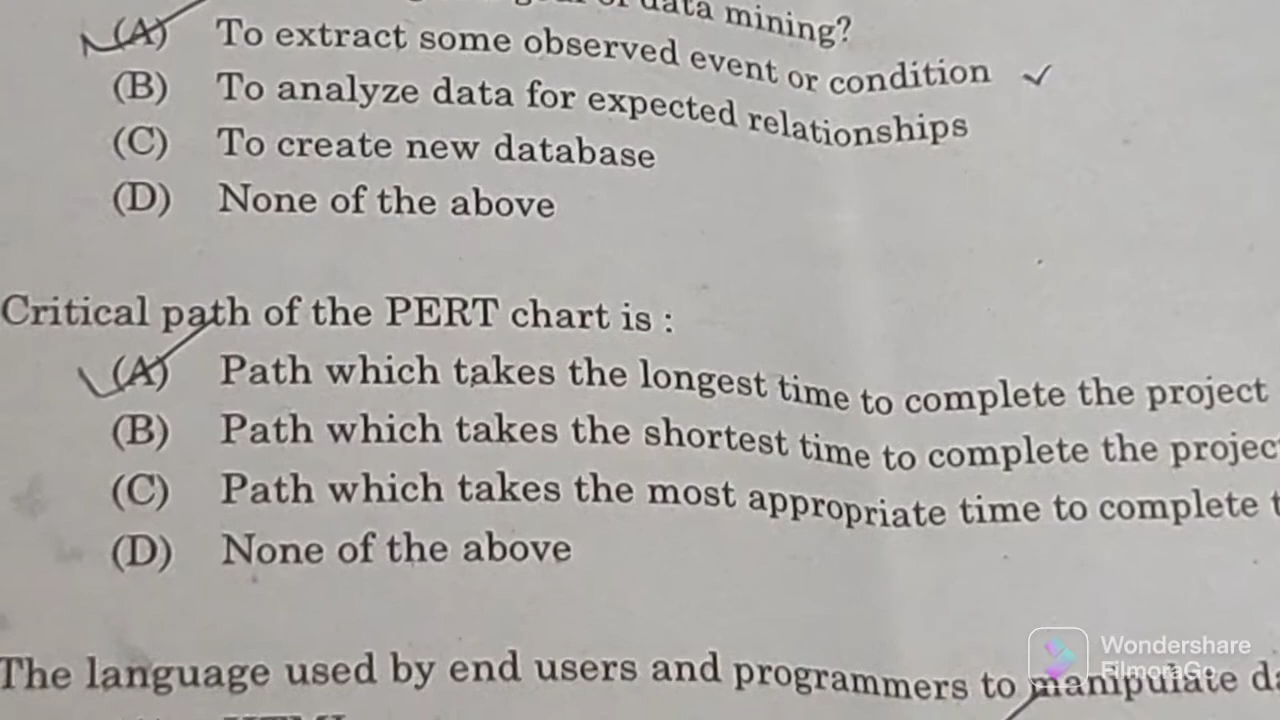 data mining?
(A) To extract some observed event or condition
(B) To analyze data for expected relationships
(C) To create new database
(D) None of the above
Critical path of the PERT chart is :
(A) Path which takes the longest time to complete the project
(B) Path which takes the shortest time to complete the projec
(C) Path which takes the most appropriate time to complete t
(D) None of the above
Wondershare
FilmoraGo
The language used by end users and programmers to manipulate da